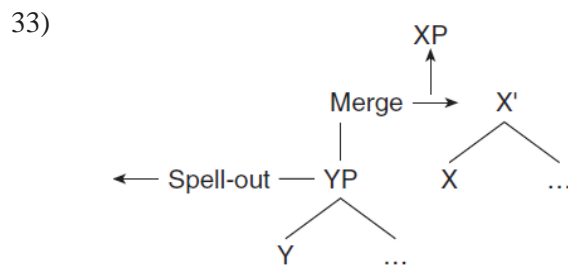 33)
XP
Merge X'
Spell-out YP X ...
Y ...